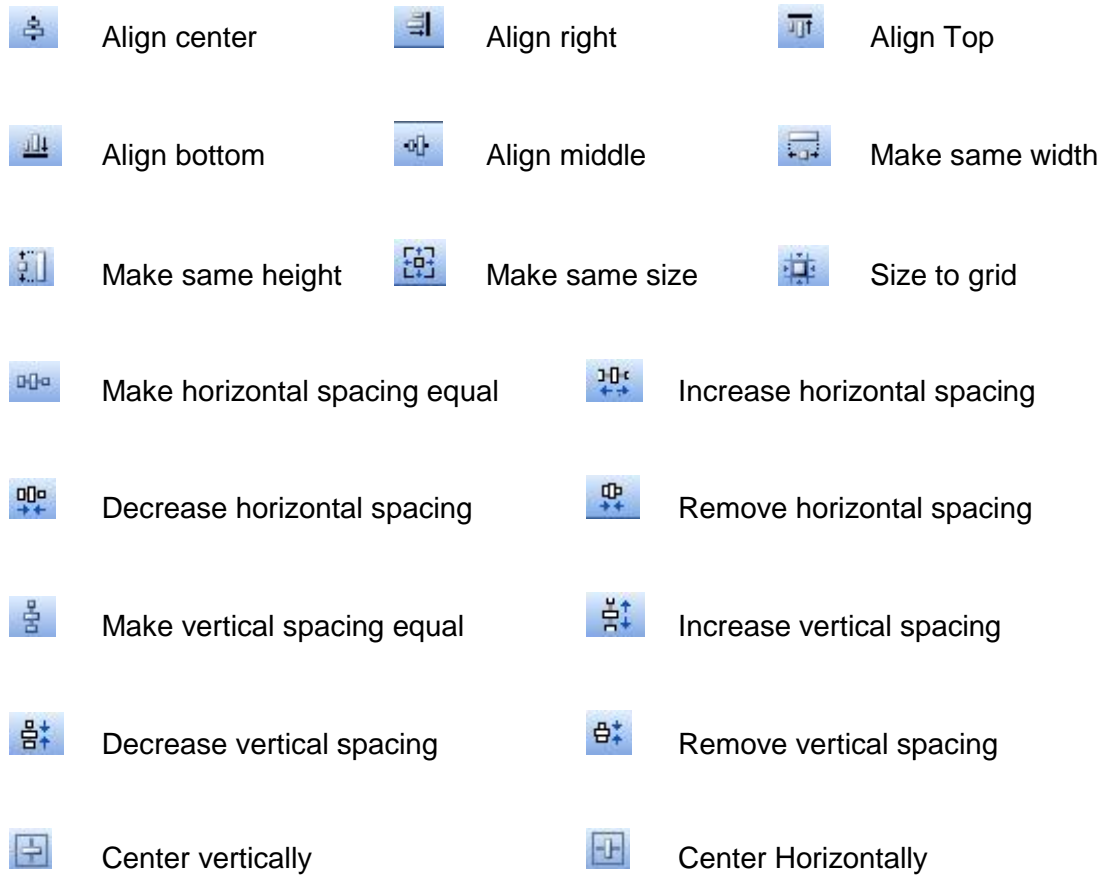 Align center Align right Align Top
Align bottom Align middle Make same width
Make same height Make same size Size to grid
Make horizontal spacing equal Increase horizontal spacing
Decrease horizontal spacing Remove horizontal spacing
Make vertical spacing equal Increase vertical spacing
Decrease vertical spacing Remove vertical spacing
Center vertically Center Horizontally